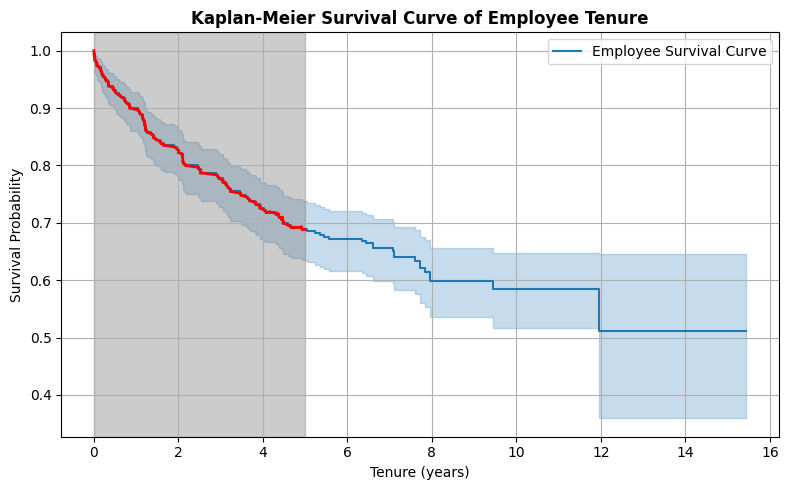 Kaplan-Meier Survival Curve of Employee Tenure
Employee Survival Curve
Survival Probability
1.0
0.9
0.8
0.7
0.6
0.5
0.4
0 2 4 6 8 10 12 14 16
Tenure (years)